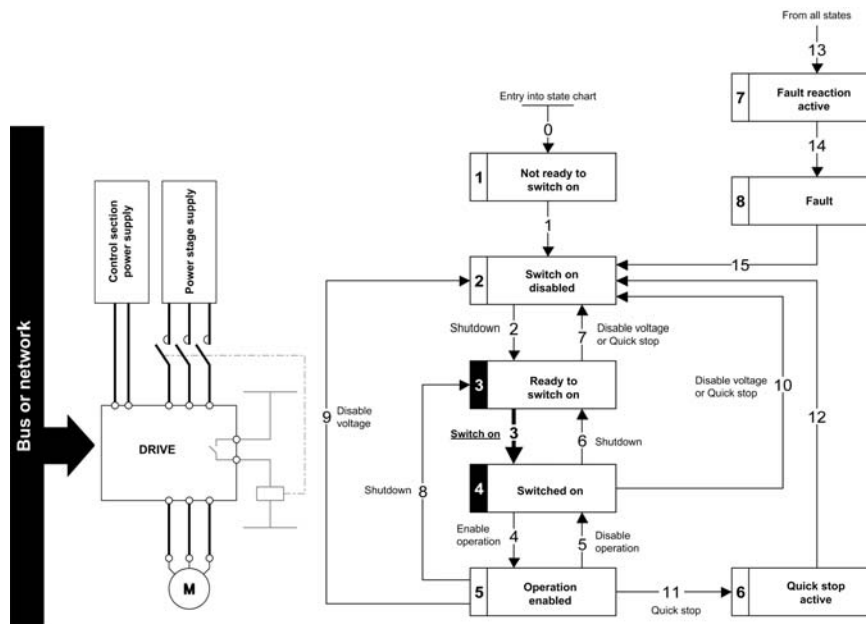 Bus or network
Control section
power supply
Power stage supply
DRIVE
M
From all states
13
7
Fault reaction
active
14
8
Fault
15
Entry into state chart
0
1
Not ready to
switch on
1
2
Switch on
disabled
Shutdown
2
7
Disable voltage
or Quick stop
3
Ready to
switch on
Switch on
3
6
Shutdown
4
Switched on
Enable
operation
4
5
Disable
operation
5
Operation
enabled
11
Quick stop
6
Quick stop
active
9
Disable
voltage
Shutdown
8
Disable voltage
or Quick stop
10
12